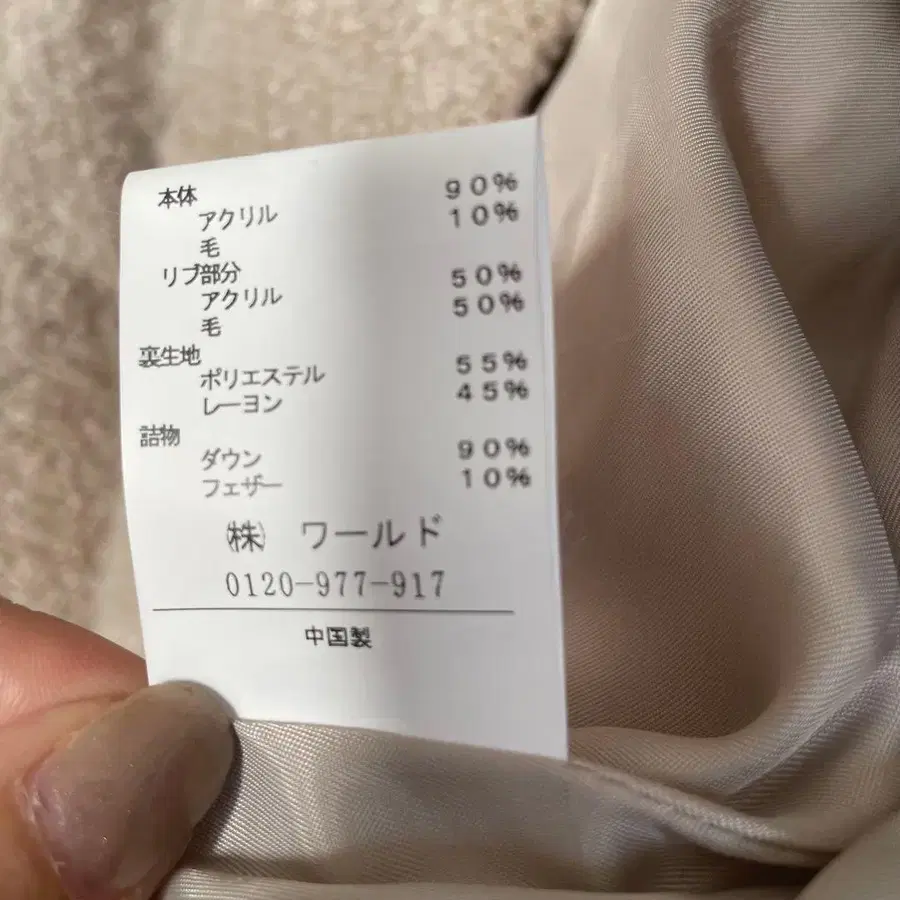 本体
アクリル 90%
毛 10%
リブ部分
アクリル 50%
毛 50%
裏生地
ポリエステル 55%
レーヨン 45%
詰物
ダウン 90%
フェザー 10%
㈱ ワールド
0120-977-917
中国製